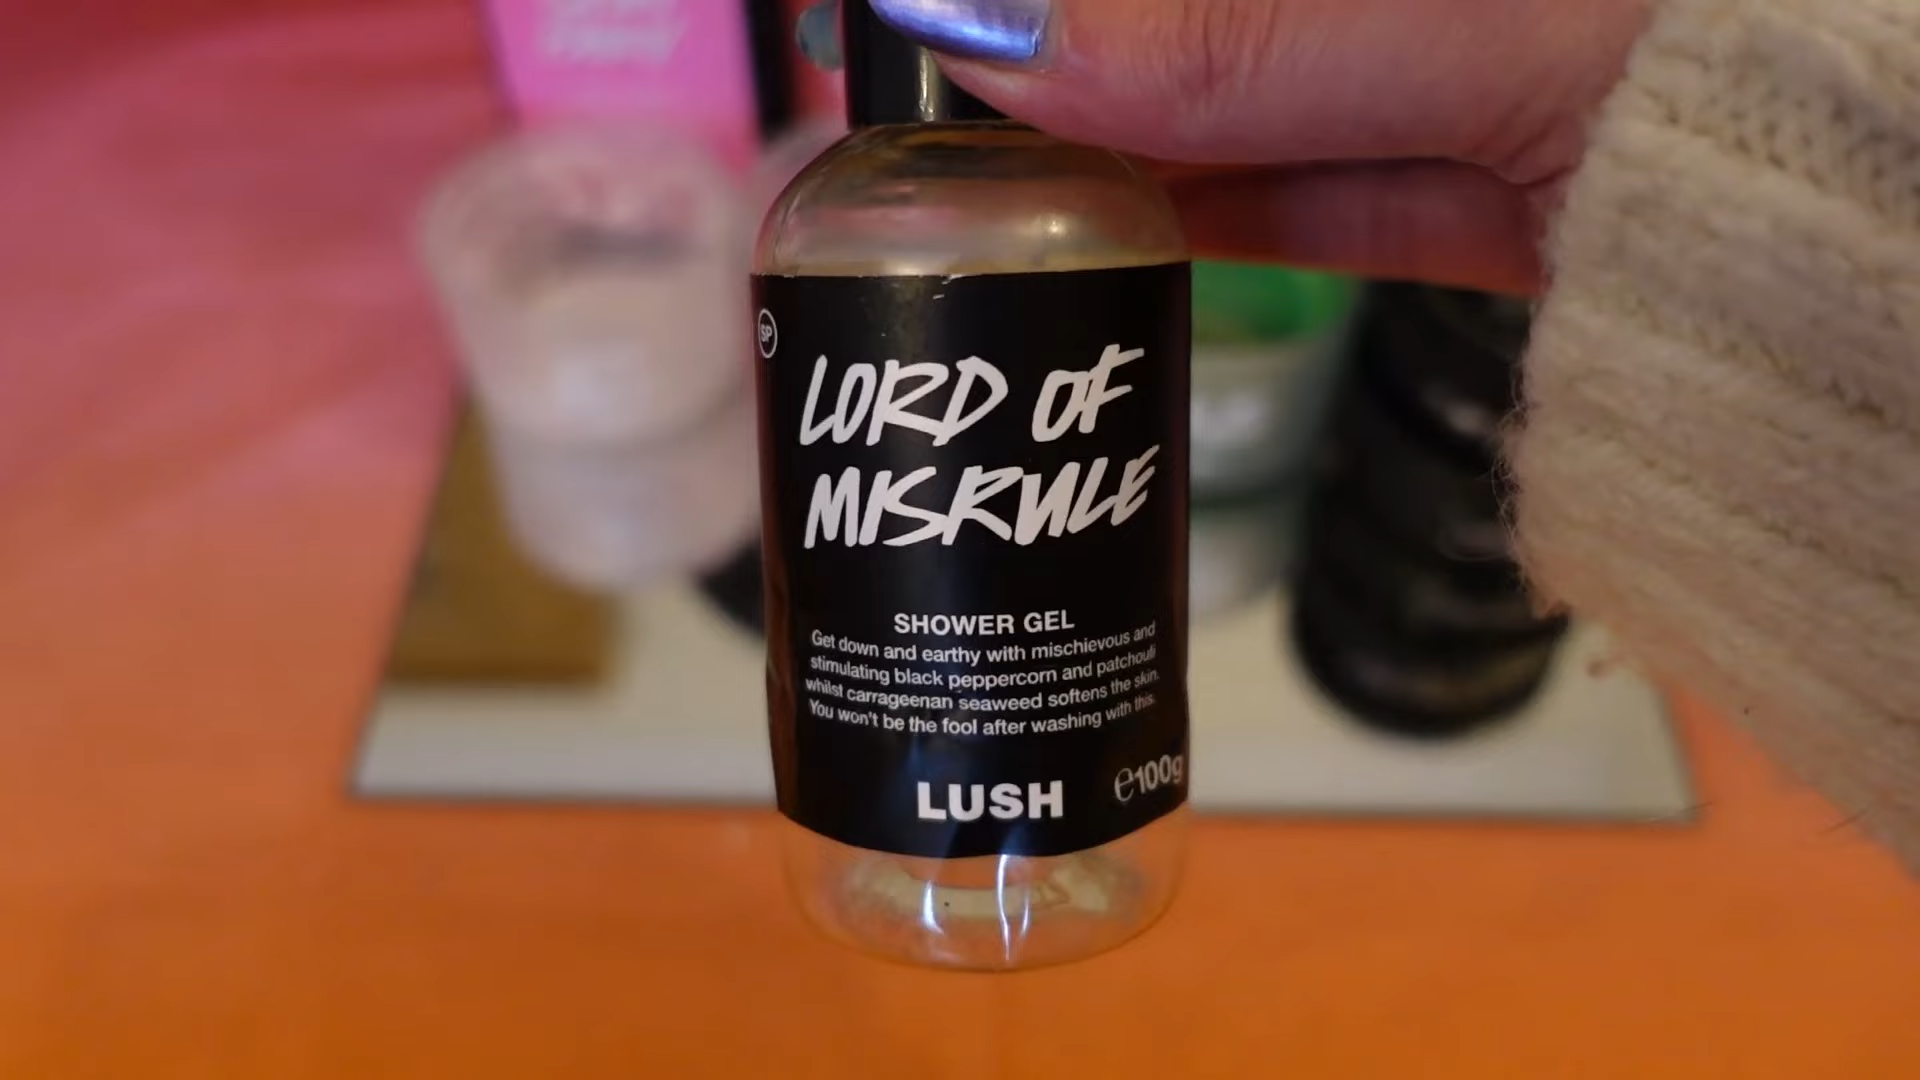 SP
LORD OF
MISRULE
SHOWER GEL
Get down and earthy with mischievous and
stimulating black peppercorn and patchouli
whilst carrageenan seaweed softens the skin.
You won't be the fool after washing with this.
LUSH
℮100g